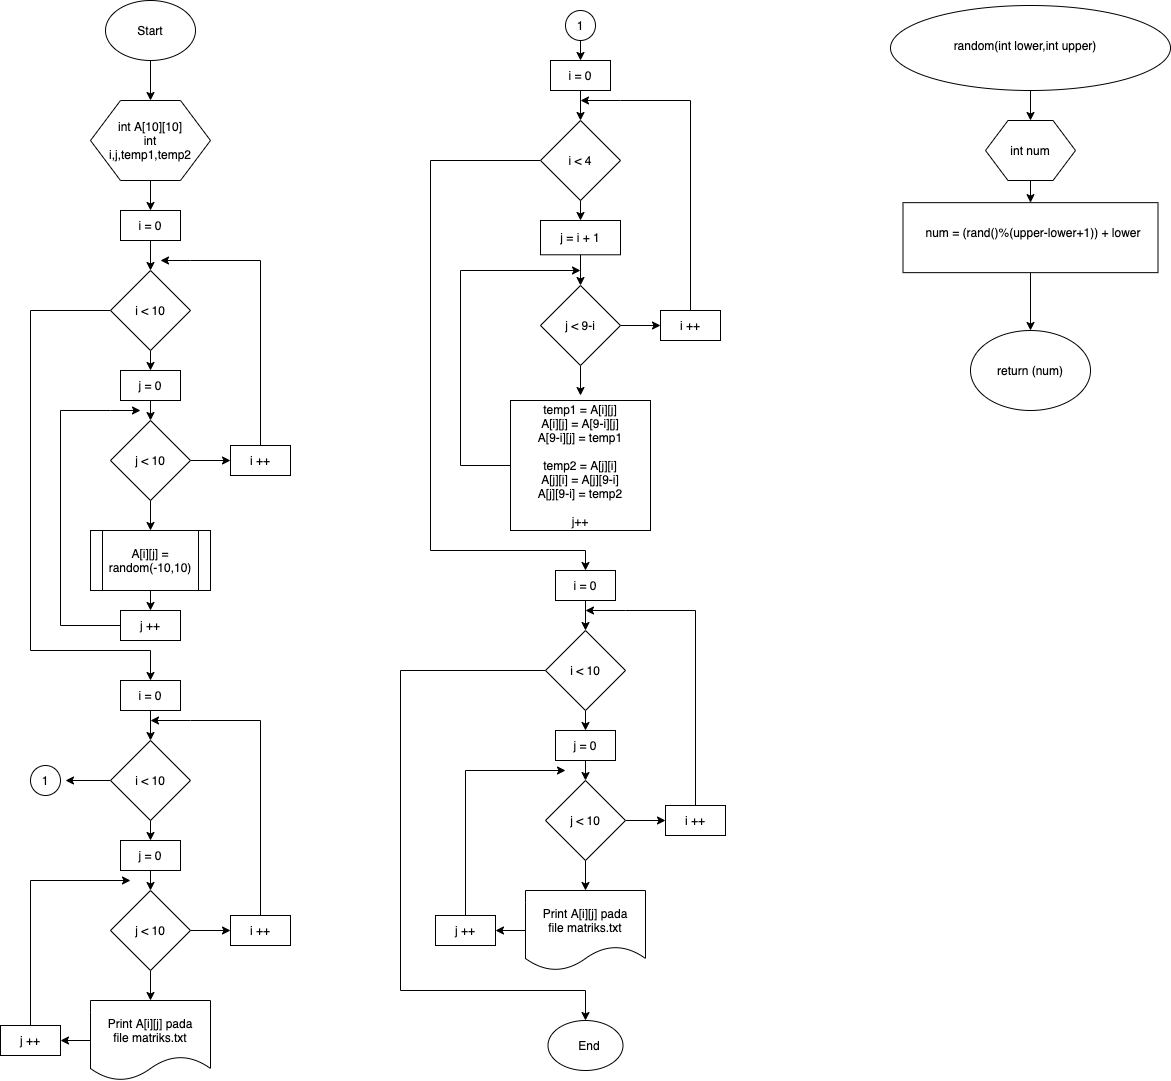 Start
int A[10][10]
int
i,j,temp1,temp2
i = 0
i < 10
j = 0
j < 10
i ++
A[i][j] =
random(-10,10)
j ++
i = 0
1
i < 10
j = 0
j < 10
i ++
Print A[i][j] pada
file matriks.txt
j ++
1
i = 0
i < 4
j = i + 1
j < 9-i
i ++
temp1 = A[i][j]
A[i][j] = A[9-i][j]
A[9-i][j] = temp1
temp2 = A[j][i]
A[j][i] = A[j][9-i]
A[j][9-i] = temp2
j++
i = 0
i < 10
j = 0
j < 10
i ++
Print A[i][j] pada
file matriks.txt
j ++
End
random(int lower,int upper)
int num
num = (rand()%(upper-lower+1)) + lower
return (num)